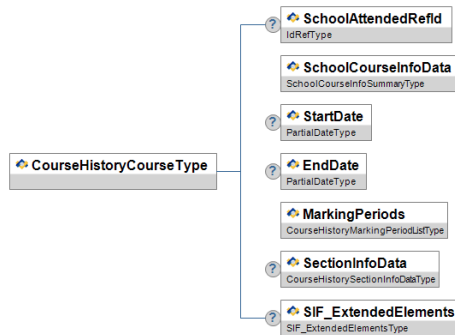 ? SchoolAttendedRefId
IdRefType
SchoolCourseInfoData
SchoolCourseInfoSummaryType
? StartDate
PartialDateType
CourseHistoryCourseType
? EndDate
PartialDateType
MarkingPeriods
CourseHistoryMarkingPeriodListType
? SectionInfoData
CourseHistorySectionInfoDataType
? SIF_ExtendedElements
SIF_ExtendedElementsType